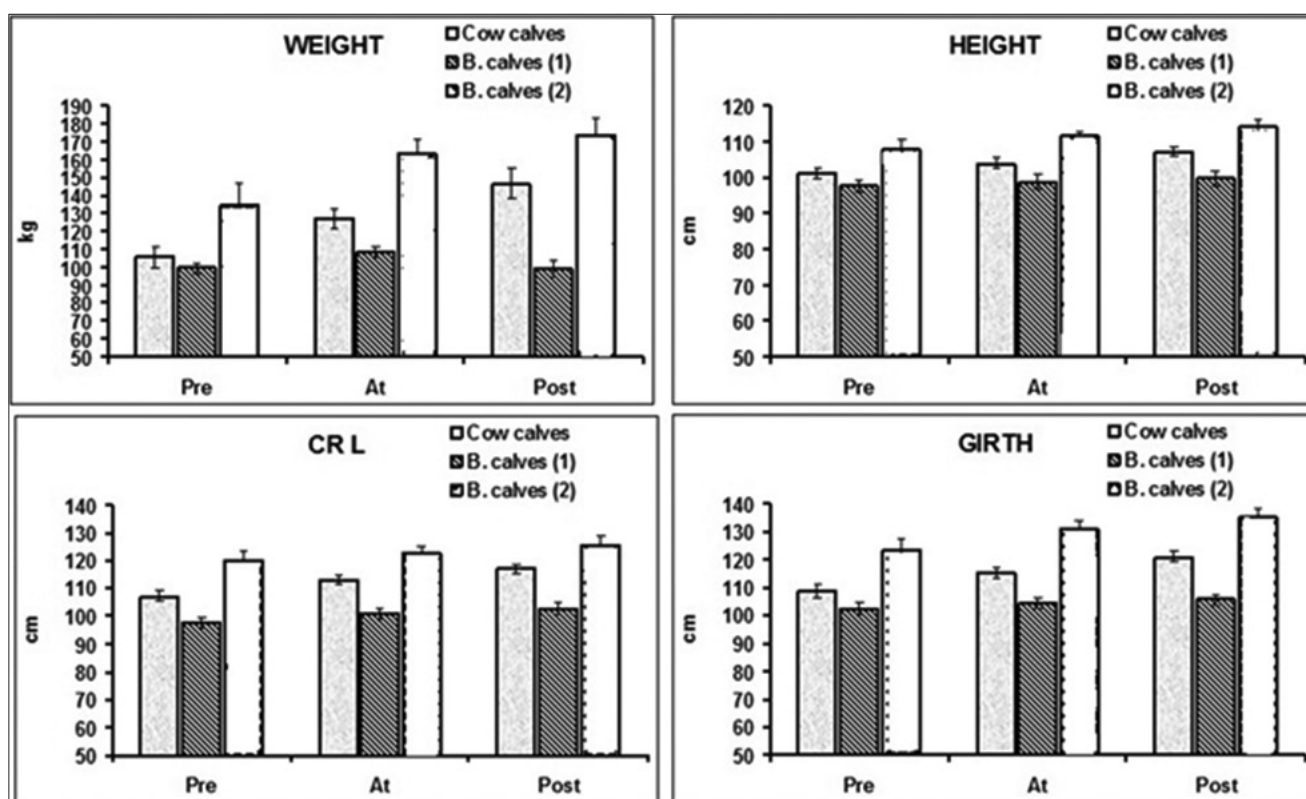 WEIGHT
Cow calves
B. calves (1)
B. calves (2)
kg
190
180
170
160
150
140
130
120
110
100
90
80
70
60
50
Pre At Post
HEIGHT
Cow calves
B. calves (1)
B. calves (2)
cm
120
110
100
90
80
70
60
50
Pre At Post
CR L
Cow calves
B. calves (1)
B. calves (2)
cm
140
130
120
110
100
90
80
70
60
50
Pre At Post
GIRTH
Cow calves
B. calves (1)
B. calves (2)
cm
140
130
120
110
100
90
80
70
60
50
Pre At Post